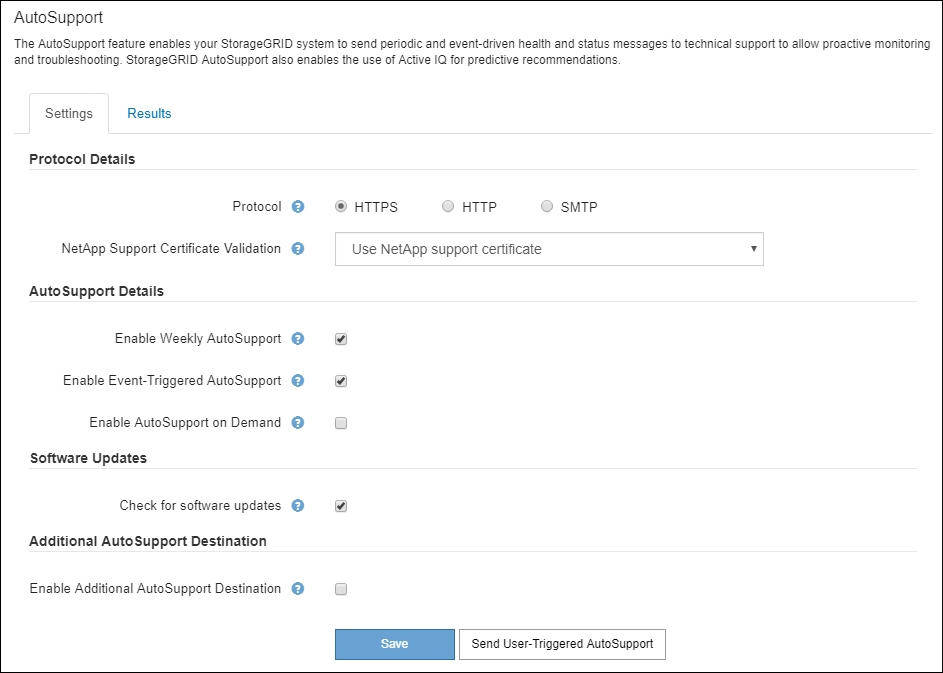 AutoSupport
The AutoSupport feature enables your StorageGRID system to send periodic and event-driven health and status messages to technical support to allow proactive monitoring
and troubleshooting. StorageGRID AutoSupport also enables the use of Active IQ for predictive recommendations.
Settings Results
Protocol Details
Protocol ? HTTPS HTTP SMTP
NetApp Support Certificate Validation ? Use NetApp support certificate
AutoSupport Details
Enable Weekly AutoSupport ?
Enable Event-Triggered AutoSupport ?
Enable AutoSupport on Demand ?
Software Updates
Check for software updates ?
Additional AutoSupport Destination
Enable Additional AutoSupport Destination ?
Save Send User-Triggered AutoSupport